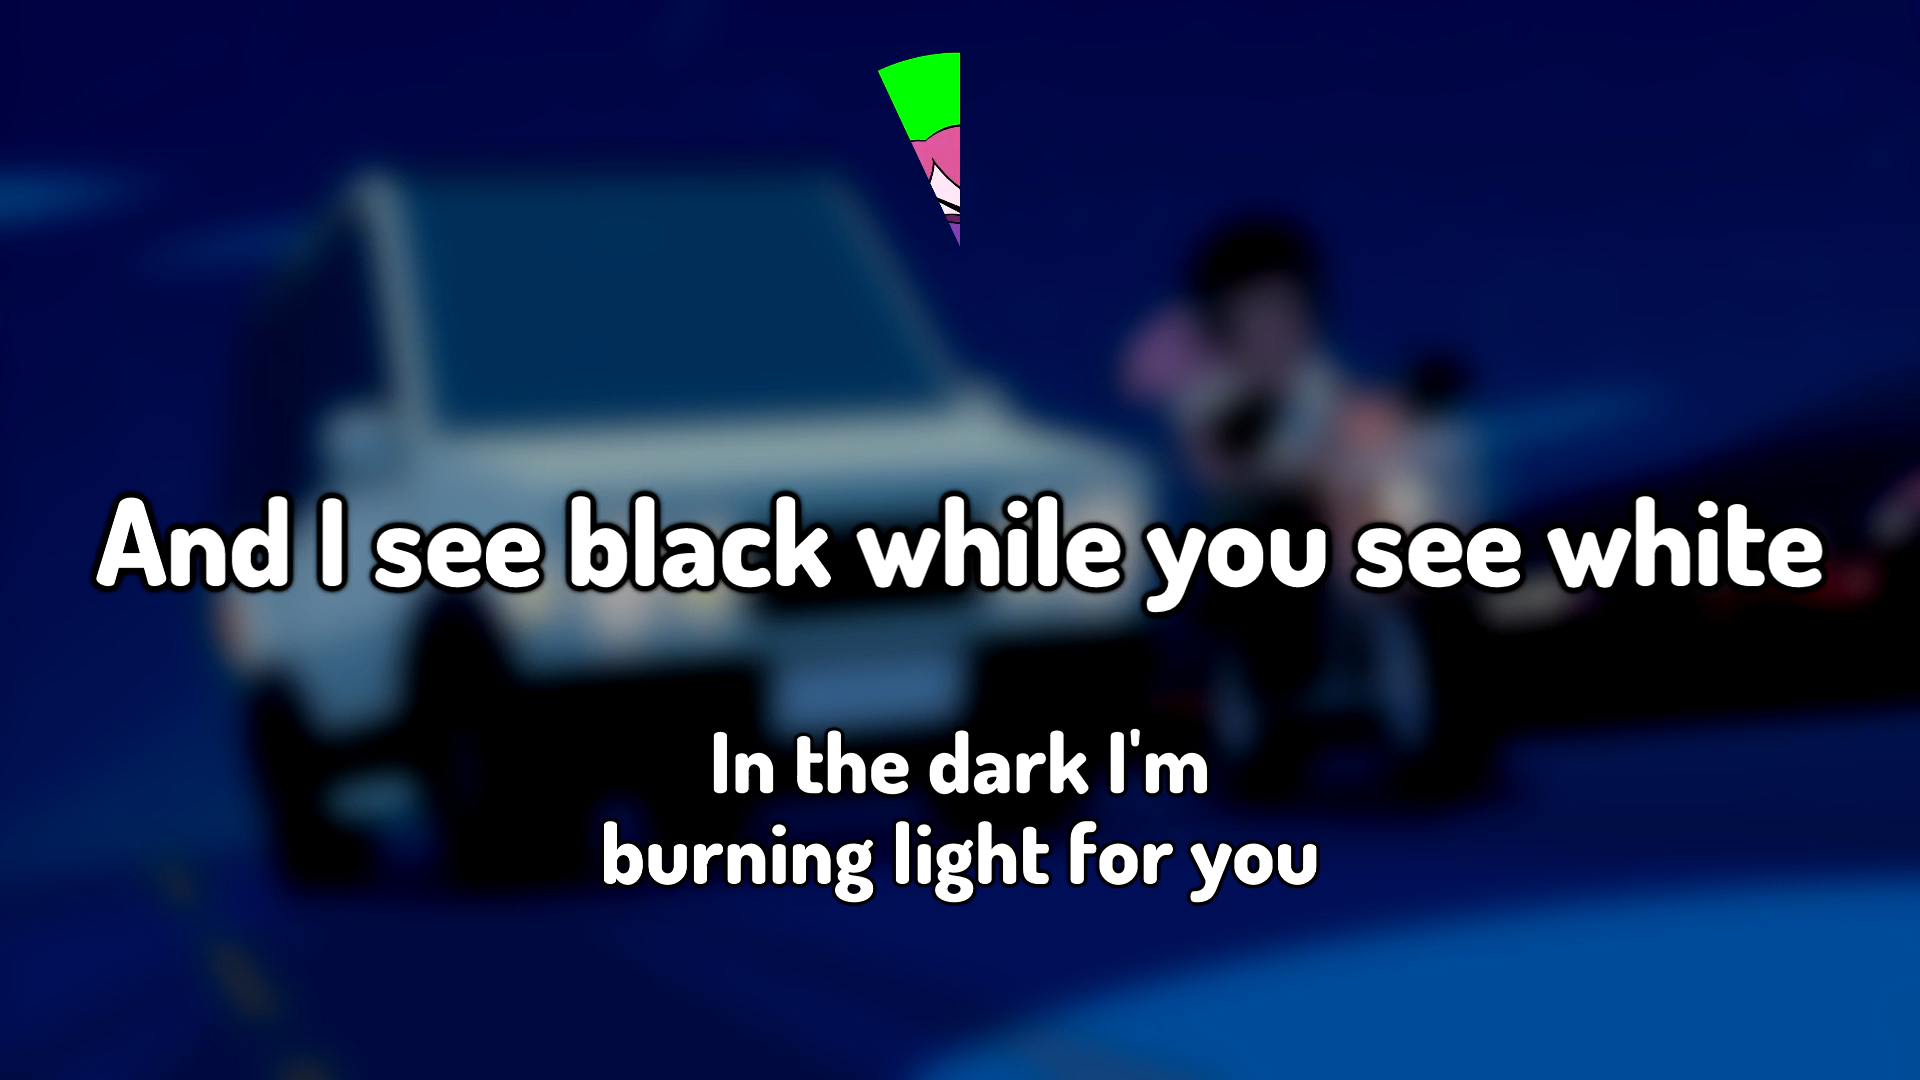 And I see black while you see white
In the dark I'm
burning light for you